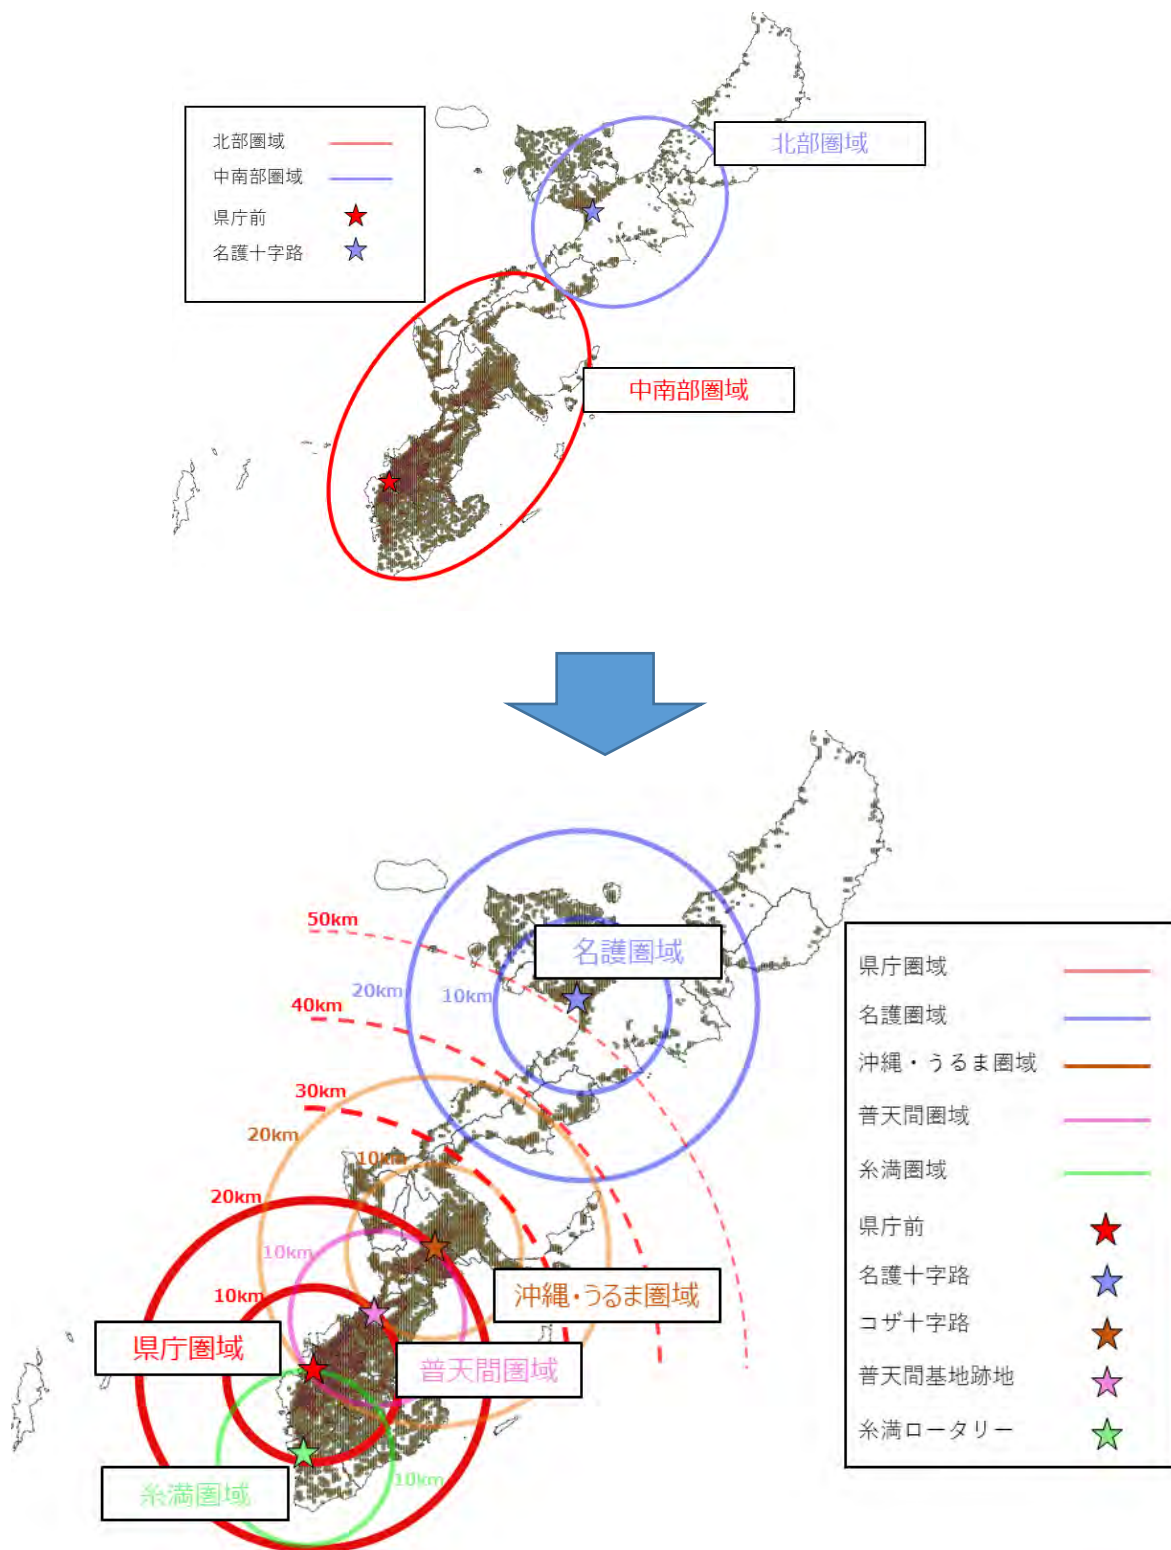 北部圏域
中南部圏域
県庁前
名護十字路
北部圏域
中南部圏域
50km
名護圏域
20km
10km
40km
30km
20km
10km
20km
10km
10km
沖縄・うるま圏域
県庁圏域
普天間圏域
糸満圏域
10km
県庁圏域
名護圏域
沖縄・うるま圏域
普天間圏域
糸満圏域
県庁前
名護十字路
コザ十字路
普天間基地跡地
糸満ロータリー